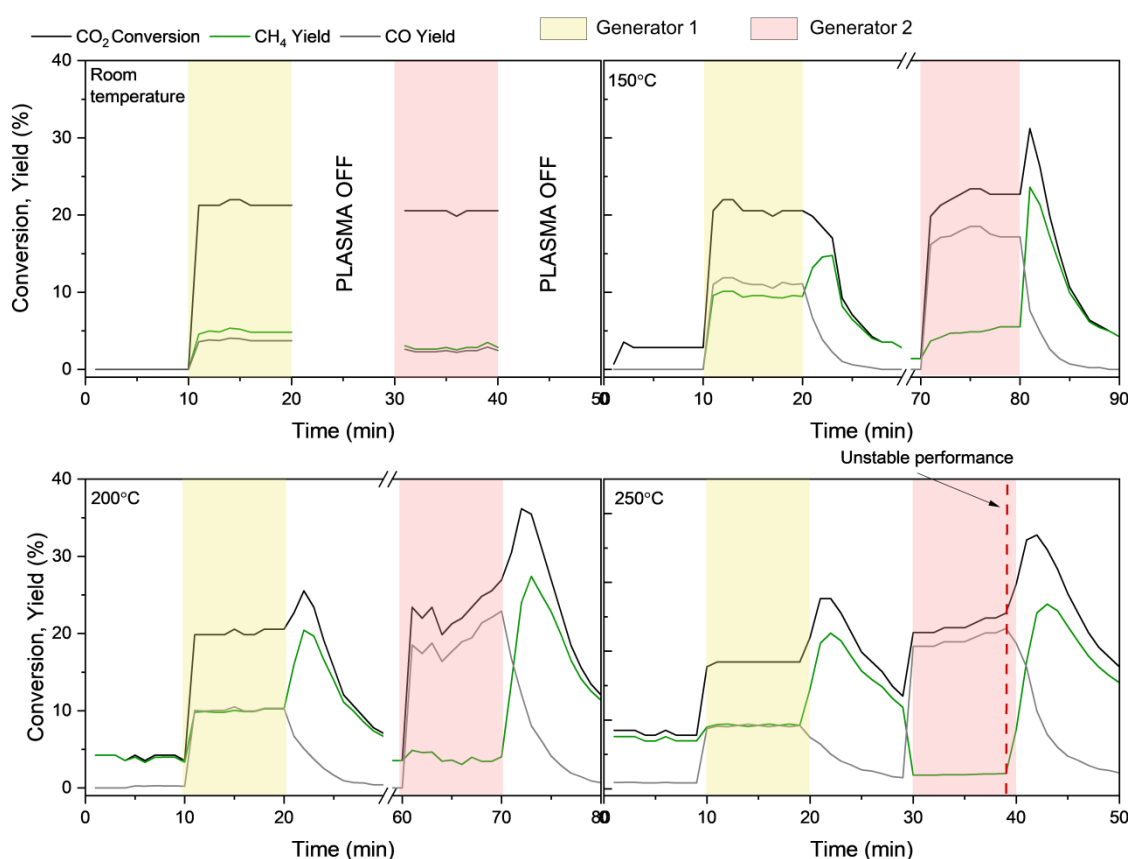 CO2 Conversion CH4 Yield CO Yield Generator 1 Generator 2
40
30
20
10
0
Conversion, Yield (%)
Room
temperature
PLASMA OFF
PLASMA OFF
0 10 20 30 40 50
Time (min)
150°C
0 10 20 70 80 90
Time (min)
Unstable performance
40
30
20
10
0
Conversion, Yield (%)
200°C
0 10 20 60 70 80
Time (min)
250°C
0 10 20 30 40 50
Time (min)